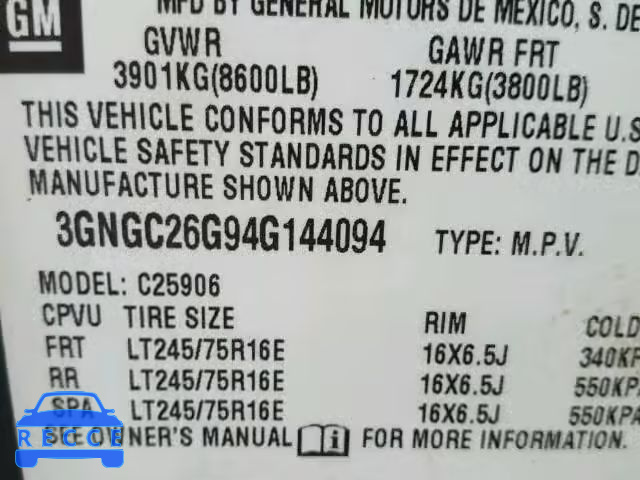 GM
MFD BY GENERAL MOTORS DE MEXICO, S. DE
GVWR GAWR FRT
3901KG(8600LB) 1724KG(3800LB)
THIS VEHICLE CONFORMS TO ALL APPLICABLE U.S
VEHICLE SAFETY STANDARDS IN EFFECT ON THE D
MANUFACTURE SHOWN ABOVE.
3GNGC26G94G144094 TYPE: M.P.V.
MODEL: C25906
CPVU TIRE SIZE RIM COLD
FRT LT245/75R16E 16X6.5J 340KP
RR LT245/75R16E 16X6.5J 550KPA
SPA LT245/75R16E 16X6.5J 550KPA
SEE OWNER'S MANUAL i FOR MORE INFORMATION.
RECCE